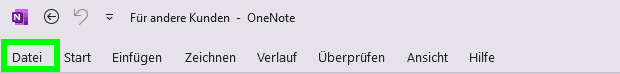 N Für andere Kunden - OneNote
Datei Start Einfügen Zeichnen Verlauf Überprüfen Ansicht Hilfe